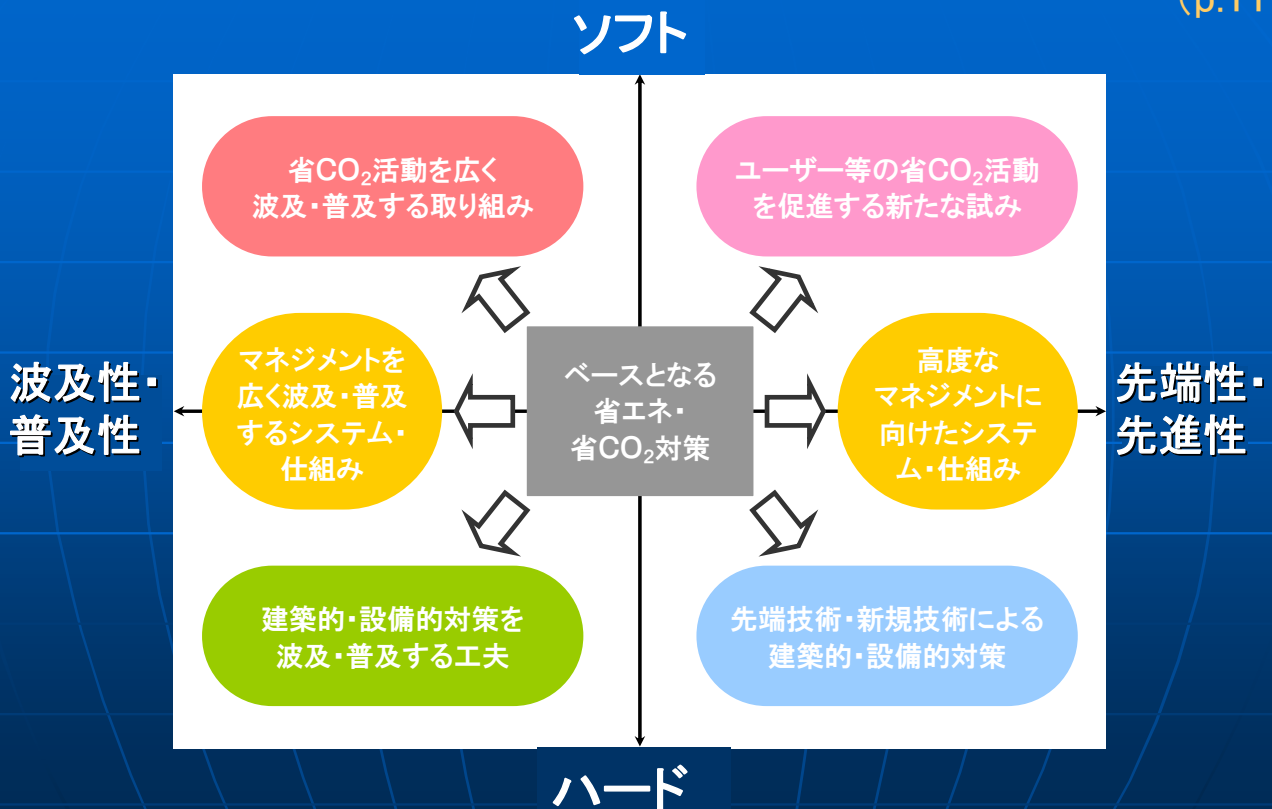 (p.11
ソフト
省CO₂活動を広く
波及・普及する取り組み
ユーザー等の省CO₂活動
を促進する新たな試み
波及性・
普及性
マネジメントを
広く波及・普及
するシステム・
仕組み
ベースとなる
省エネ・
省CO₂対策
高度な
マネジメントに
向けたシステ
ム・仕組み
先端性・
先進性
建築的・設備的対策を
波及・普及する工夫
先端技術・新規技術による
建築的・設備的対策
ハード